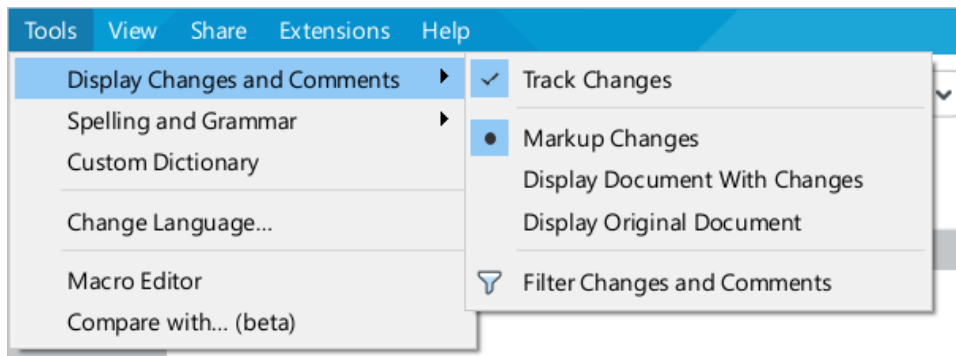 Tools View Share Extensions Help
Display Changes and Comments
Spelling and Grammar
Custom Dictionary
Change Language...
Macro Editor
Compare with... (beta)
Track Changes
Markup Changes
Display Document With Changes
Display Original Document
Filter Changes and Comments